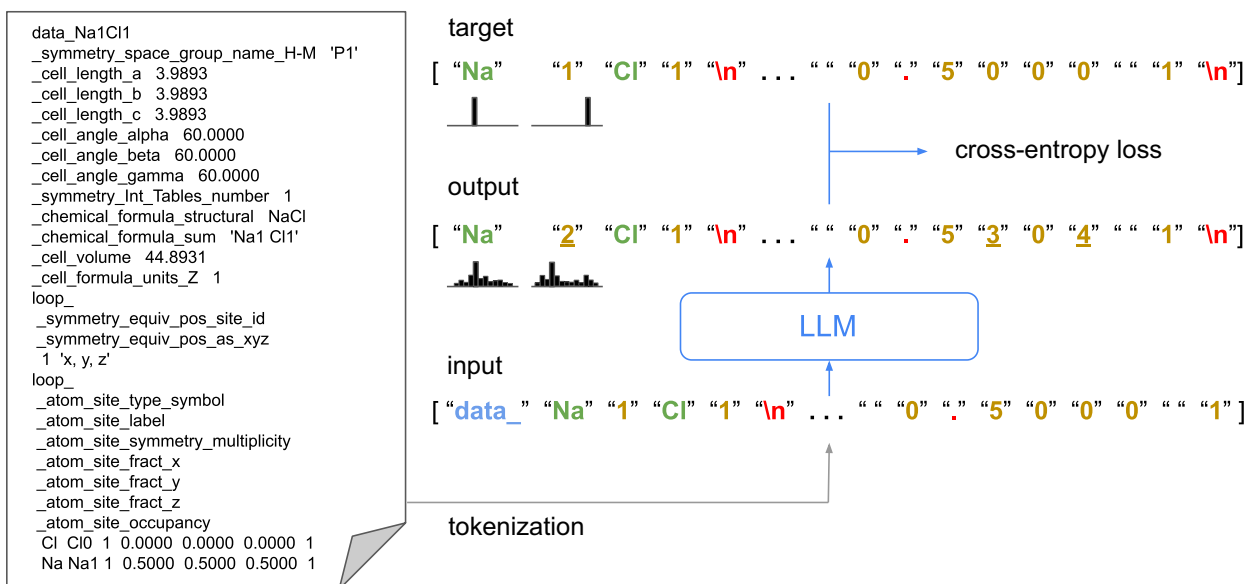 data_Na1Cl1
_symmetry_space_group_name_H-M 'P1'
_cell_length_a 3.9893
_cell_length_b 3.9893
_cell_length_c 3.9893
_cell_angle_alpha 60.0000
_cell_angle_beta 60.0000
_cell_angle_gamma 60.0000
_symmetry_Int_Tables_number 1
_chemical_formula_structural NaCl
_chemical_formula_sum 'Na1 Cl1'
_cell_volume 44.8931
_cell_formula_units_Z 1
loop_
_symmetry_equiv_pos_site_id
_symmetry_equiv_pos_as_xyz
1 'x, y, z'
loop_
_atom_site_type_symbol
_atom_site_label
_atom_site_symmetry_multiplicity
_atom_site_fract_x
_atom_site_fract_y
_atom_site_fract_z
_atom_site_occupancy
Cl Cl0 1 0.0000 0.0000 0.0000 1
Na Na1 1 0.5000 0.5000 0.5000 1
target
[ “Na” “1” “Cl” “1” “\n” . . . “ “ “0” “.” “5” “0” “0” “0” “ “ “1” “\n”]
cross-entropy loss
output
[ “Na” “2” “Cl” “1” “\n” . . . “ “ “0” “.” “5” “3” “0” “4” “ “ “1” “\n”]
LLM
input
[ “data_” “Na” “1” “Cl” “1” “\n” . . . “ “ “0” “.” “5” “0” “0” “0” “ “ “1” ]
tokenization